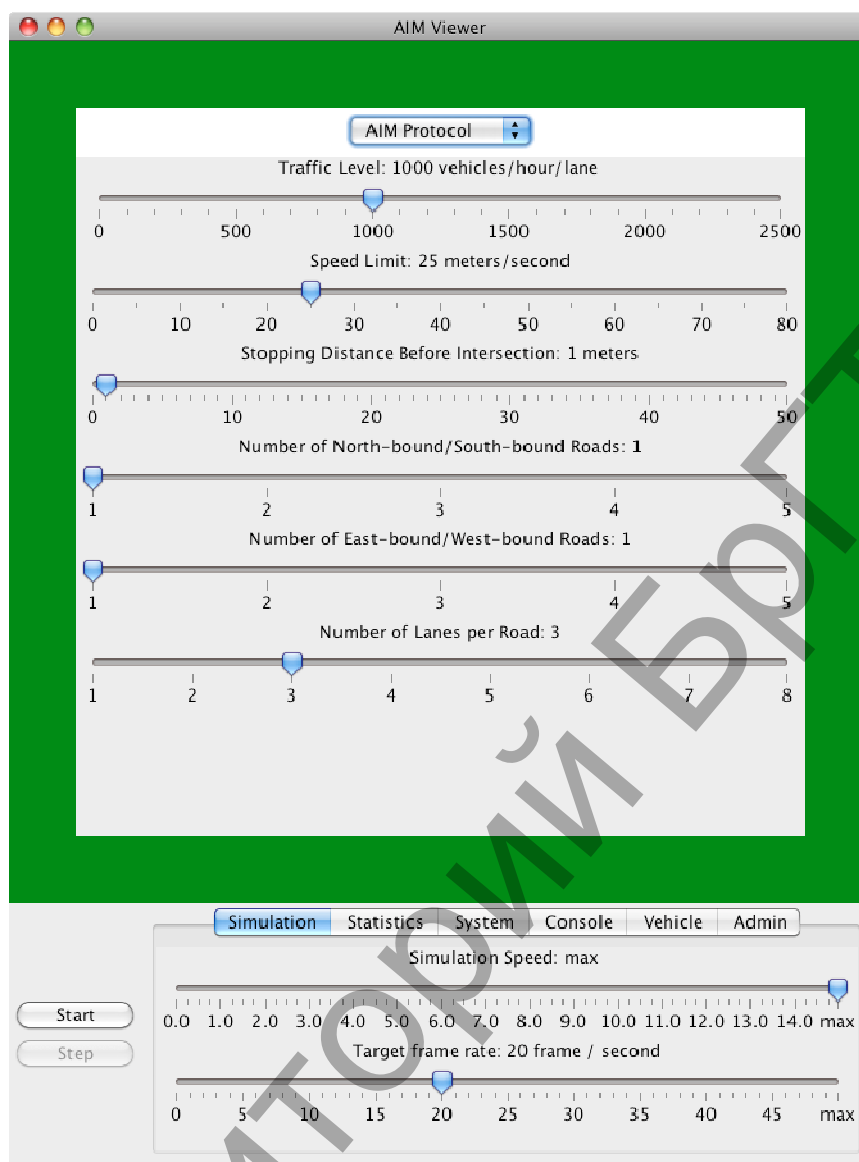 AIM Viewer
AIM Protocol
Traffic Level: 1000 vehicles/hour/lane
0 500 1000 1500 2000 2500
Speed Limit: 25 meters/second
0 10 20 30 40 50 60 70 80
Stopping Distance Before Intersection: 1 meters
0 10 20 30 40 50
Number of North-bound/South-bound Roads: 1
1 2 3 4 5
Number of East-bound/West-bound Roads: 1
1 2 3 4 5
Number of Lanes per Road: 3
1 2 3 4 5 6 7 8
Simulation Statistics System Console Vehicle Admin
Simulation Speed: max
0.0 1.0 2.0 3.0 4.0 5.0 6.0 7.0 8.0 9.0 10.0 11.0 12.0 13.0 14.0 max
Start
Target frame rate: 20 frame / second
Step
0 5 10 15 20 25 30 35 40 45 max